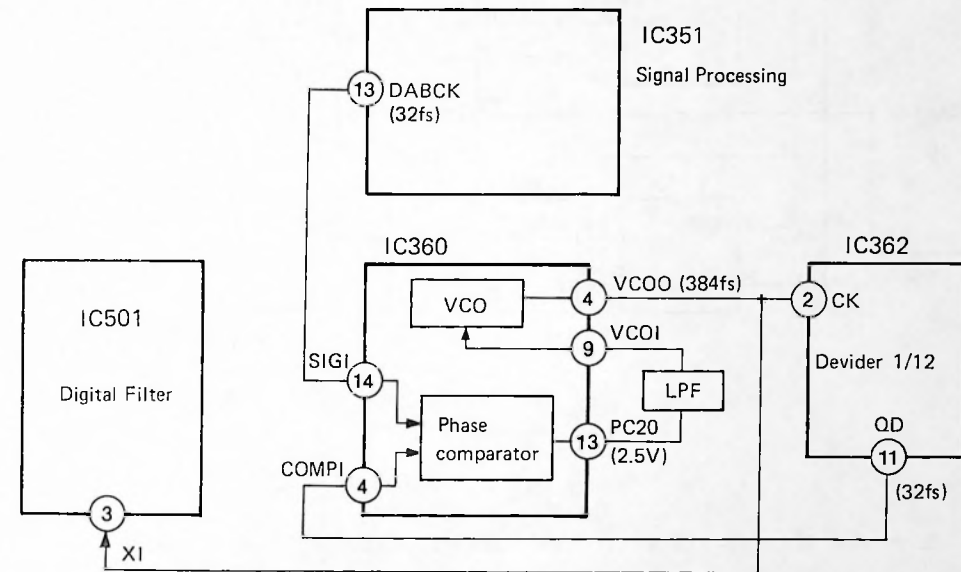 IC351
Signal Processing
13 DABCK
(32fs)
IC360
IC362
IC501
Digital Filter
VCO
4 VCOO (384fs)
2 CK
9 VCOI
Devider 1/12
SIGI
14
LPF
Phase
comparator
13 PC20
(2.5V)
QD
11
(32fs)
COMPI
4
3
XI